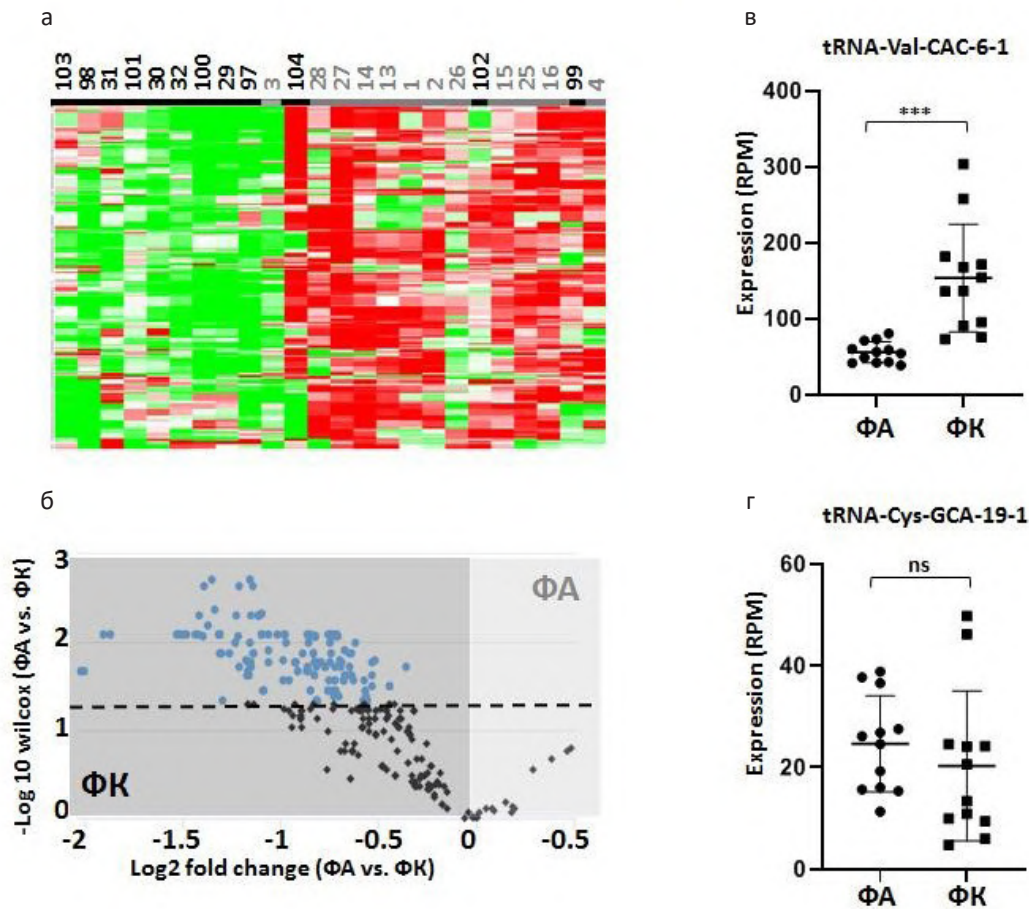 а
103 98 31 101 30 32 100 29 97 3 104 28 27 14 13 1 2 26 102 15 25 16 99 4
в
tRNA-Val-CAC-6-1
Expression (RPM)
400
300
200
100
0
***
ФА ФК
б
-Log 10 wilcox (ФА vs. ФК)
3
2
1
0
ФА
ФК
-2 -1.5 -1 -0.5 0 -0.5
Log2 fold change (ФА vs. ФК)
г
tRNA-Cys-GCA-19-1
Expression (RPM)
60
40
20
0
ns
ФА ФК